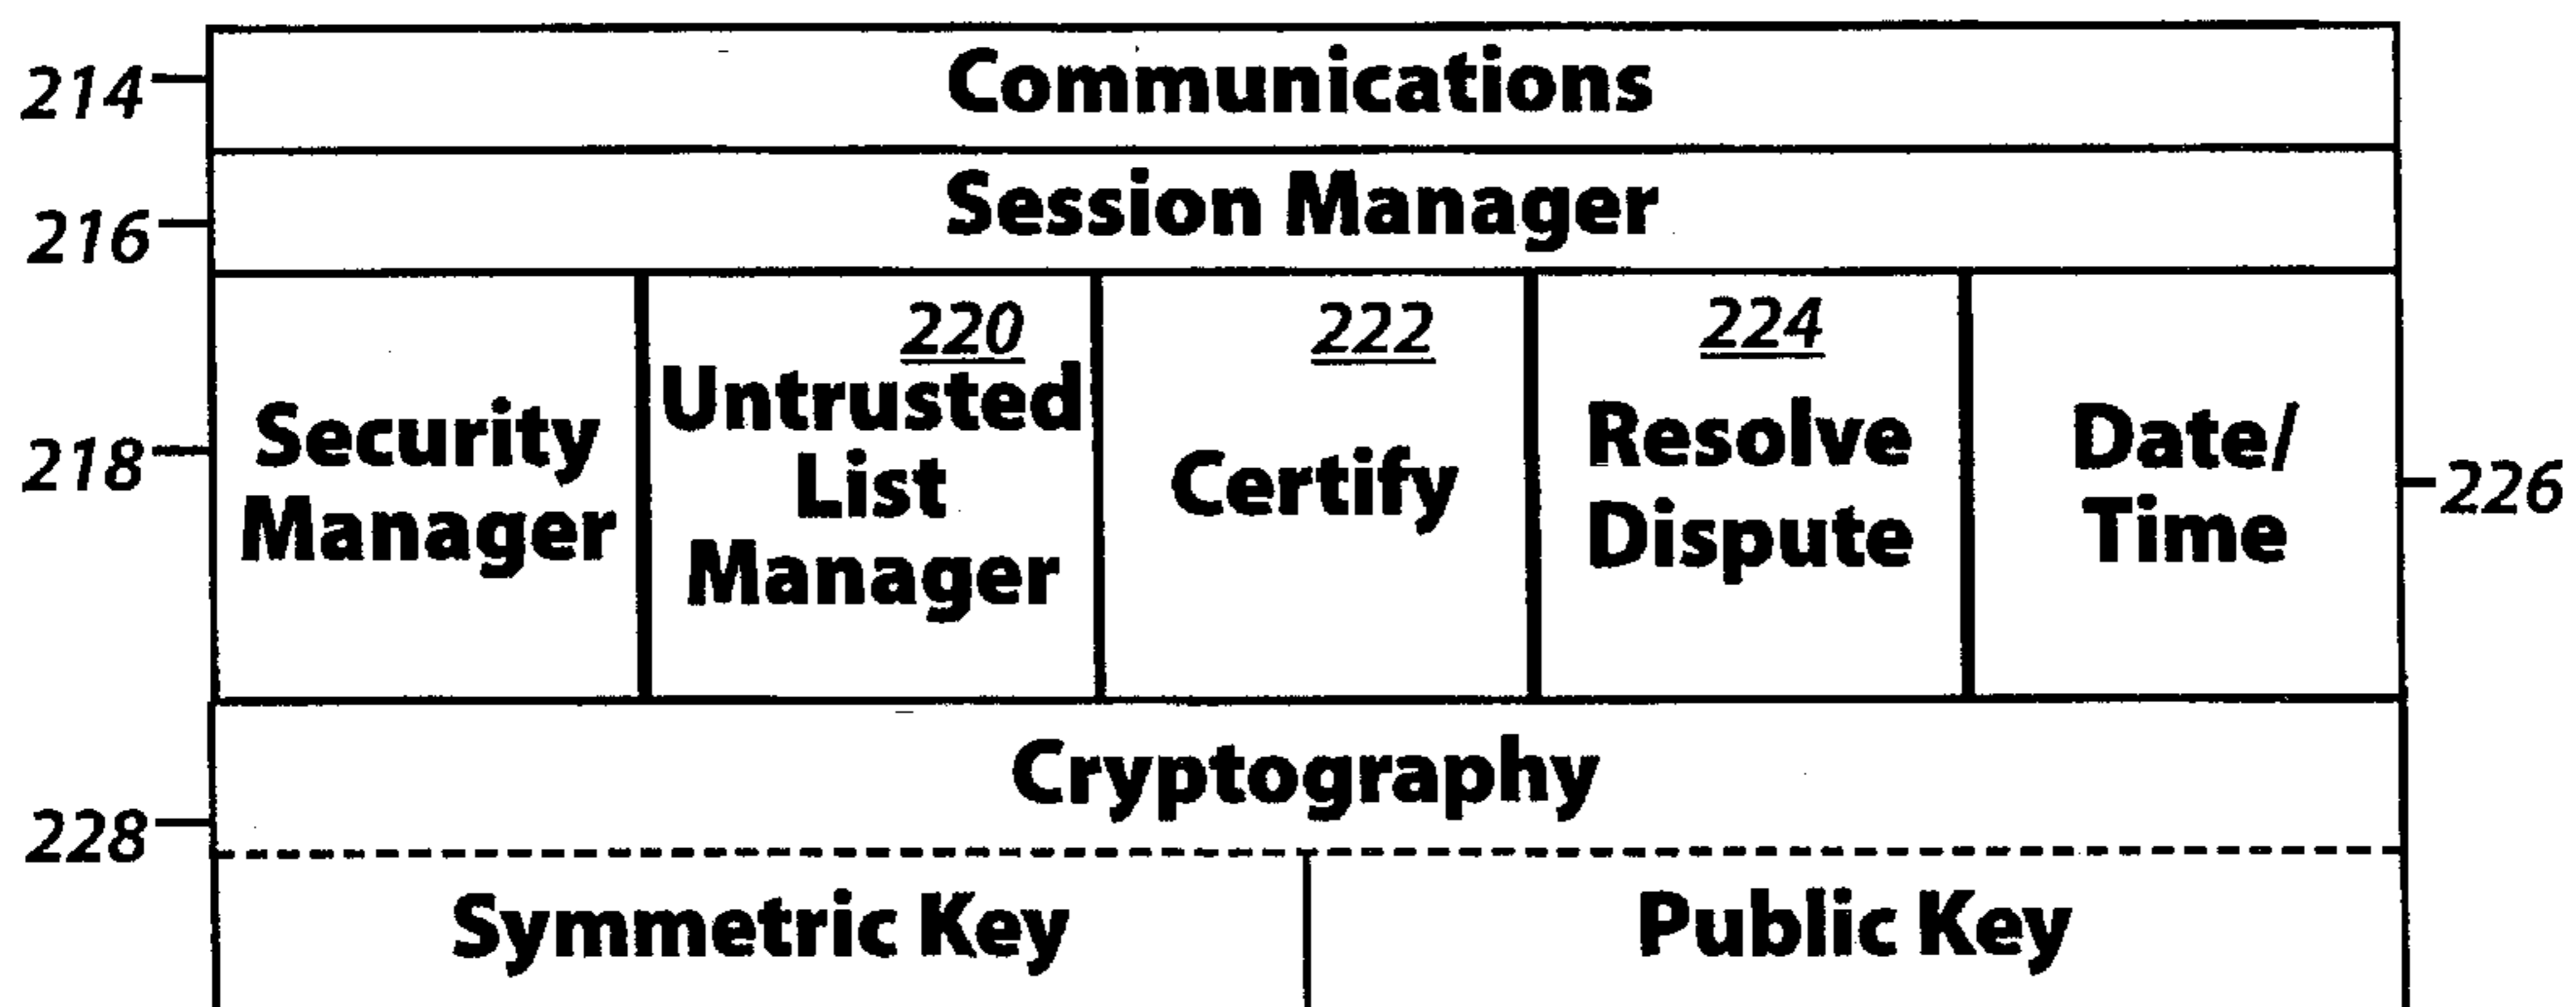 214
Communications
216
Session Manager
218
Security
Manager
220
Untrusted
List
Manager
222
Certify
224
Resolve
Dispute
Date/
Time
226
Cryptography
228
Symmetric Key
Public Key